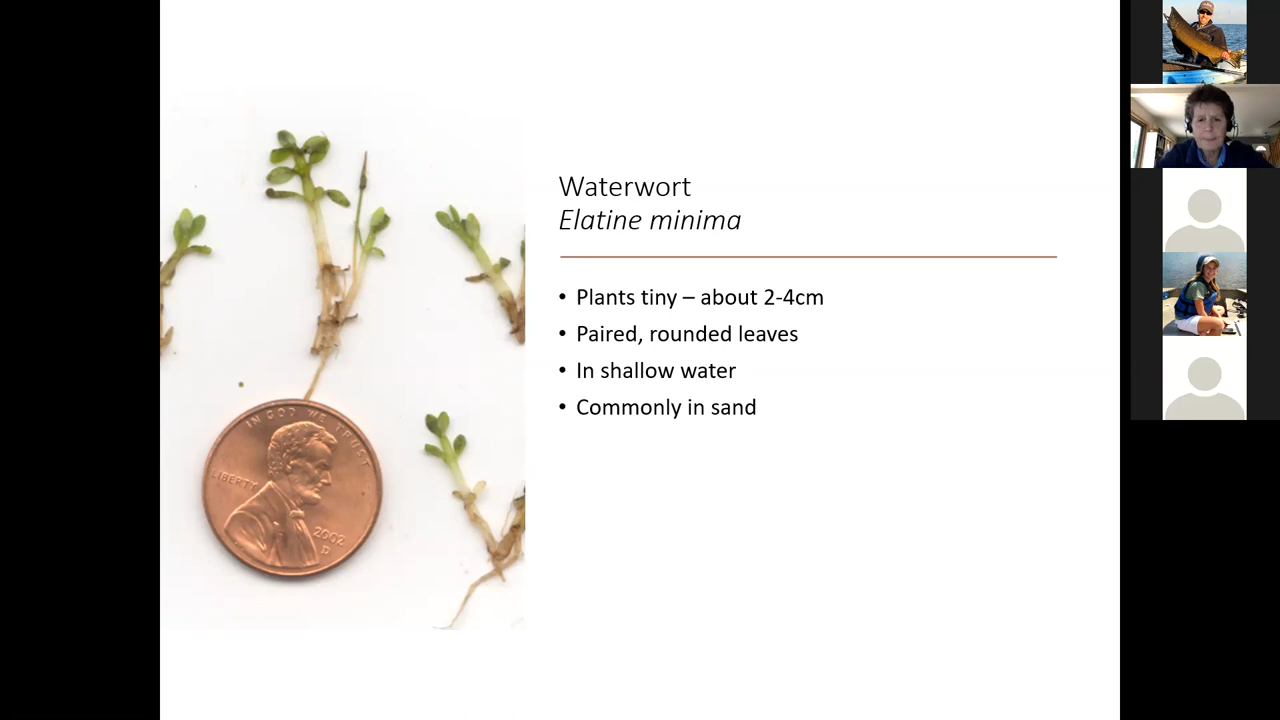 Waterwort
Elatine minima
• Plants tiny – about 2-4cm
• Paired, rounded leaves
• In shallow water
• Commonly in sand
IN GOD WE TRUST
LIBERTY
2002
D